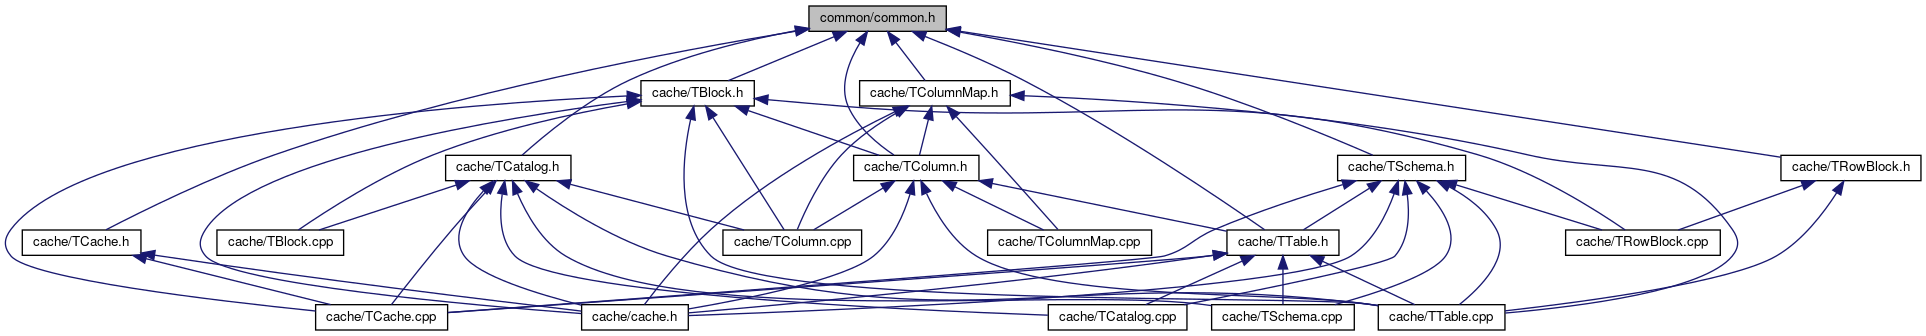 common/common.h
cache/TBlock.h
cache/TColumnMap.h
cache/TCatalog.h
cache/TColumn.h
cache/TSchema.h
cache/TRowBlock.h
cache/TCache.h
cache/TBlock.cpp
cache/TColumn.cpp
cache/TColumnMap.cpp
cache/TTable.h
cache/TRowBlock.cpp
cache/TCache.cpp
cache/cache.h
cache/TCatalog.cpp
cache/TSchema.cpp
cache/TTable.cpp